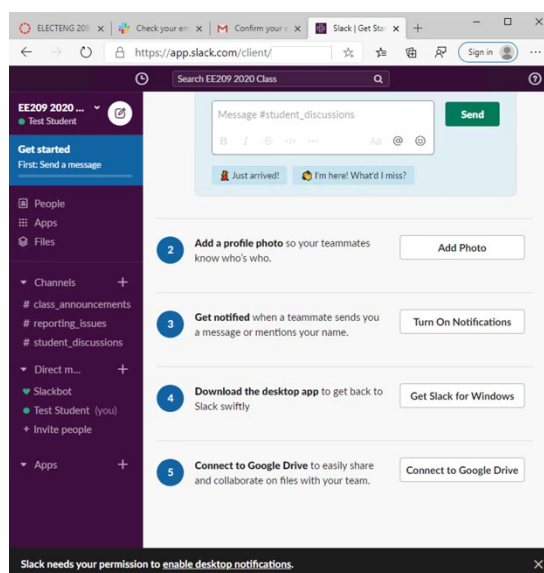 ELECTENG 209
Check your em
Confirm your e
Slack | Get Star
https://app.slack.com/client/
Sign in
Search EE209 2020 Class
EE209 2020 ...
Test Student
Get started
First: Send a message
People
Apps
Files
Channels
# class_announcements
# reporting_issues
# student_discussions
Direct m...
Slackbot
Test Student (you)
+ Invite people
Apps
Message #student_discussions
Send
B I S </> ... Aa @
Just arrived!
I'm here! What'd I miss?
2
Add a profile photo so your teammates
know who's who.
Add Photo
3
Get notified when a teammate sends you
a message or mentions your name.
Turn On Notifications
4
Download the desktop app to get back to
Slack swiftly
Get Slack for Windows
5
Connect to Google Drive to easily share
and collaborate on files with your team.
Connect to Google Drive
Slack needs your permission to enable desktop notifications.